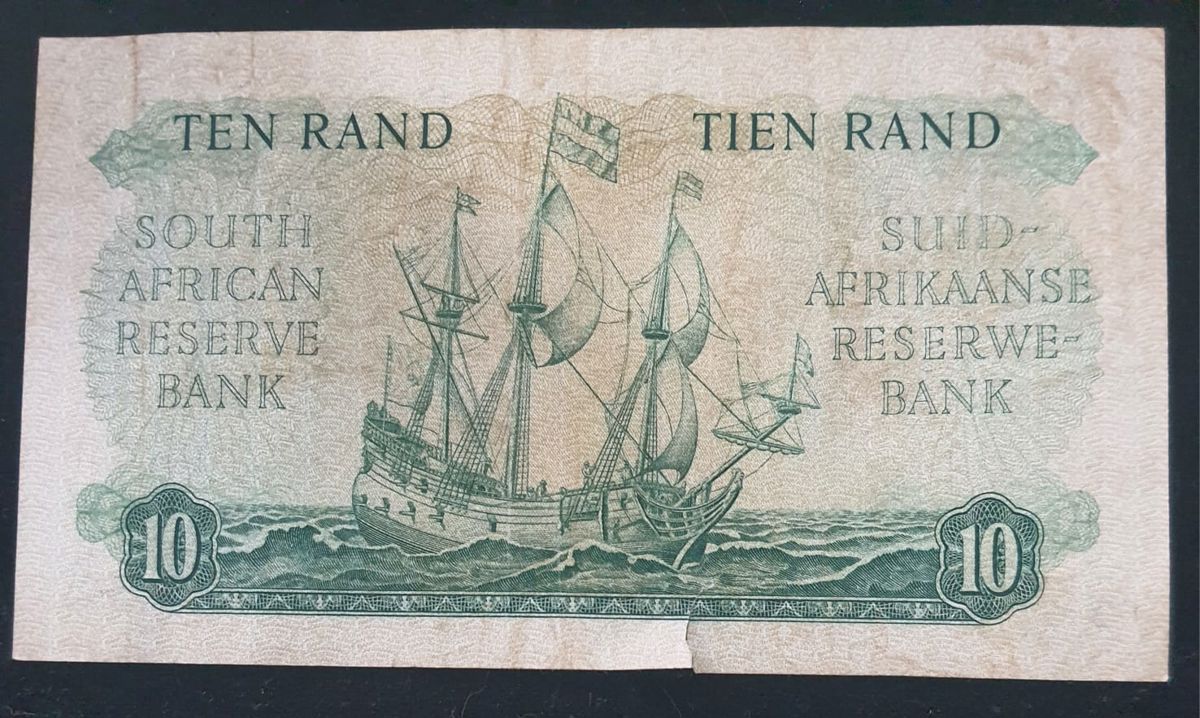 TEN RAND
TIEN RAND
SOUTH
AFRICAN
RESERVE
BANK
SUID-
AFRIKAANSE
RESERWE-
BANK
10
10